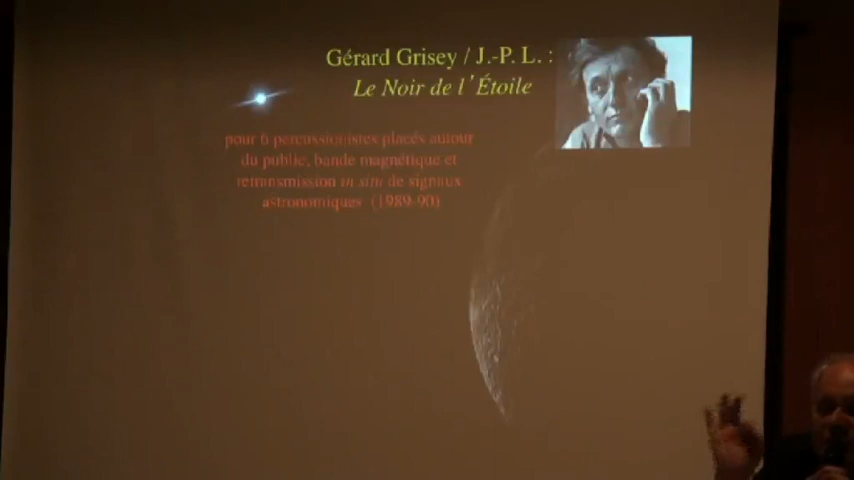 Gérard Grisey / J.-P. L. :
Le Noir de l'Étoile
pour 6 percussionistes placés autour
du public, bande magnétique et
retransmission in situ de signaux
astronomiques (1989-90)